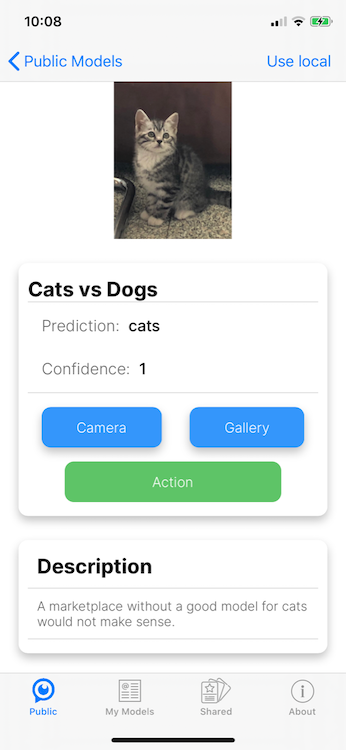 10:08
Public Models
Use local
Cats vs Dogs
Prediction: cats
Confidence: 1
Camera
Gallery
Action
Description
A marketplace without a good model for cats
would not make sense.
Public
My Models
Shared
About